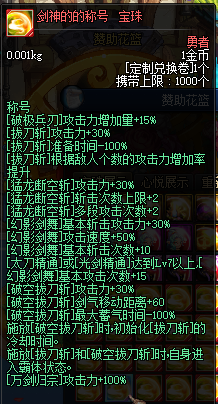 剑神的的称号 宝珠
勇者
0.001kg
1金币
[定制兑换卷]1个
携带上限：1000个
称号
[破极兵刃]攻击力增加量+15%
[拔刀斩]攻击力+30%
[拔刀斩]准备时间-100%
[拔刀斩]根据敌人个数的攻击力增加率
提升
[猛龙断空斩]攻击力+30%
[猛龙断空斩]斩击次数上限+2
[猛龙断空斩]多段攻击次数+2
[幻影剑舞]基本斩击攻击力+30%
[幻影剑舞]攻击速度+50%
[幻影剑舞]斩击次数+10
[太刀精通]或[光剑精通]达到Lv7以上，[
幻影剑舞]基本攻击次数+15
[破空拔刀斩]攻击力+30%
[破空拔刀斩]剑气移动距离+60
[破空拔刀斩]最大蓄气时间-100%
施放[破空拔刀斩]时，初始化[拔刀斩]的
冷却时间。
施放[拔刀斩]和[破空拔刀斩]时，自身进
入霸体状态。
[万剑归宗]攻击力+100%
赞助花篮
赞助花篮